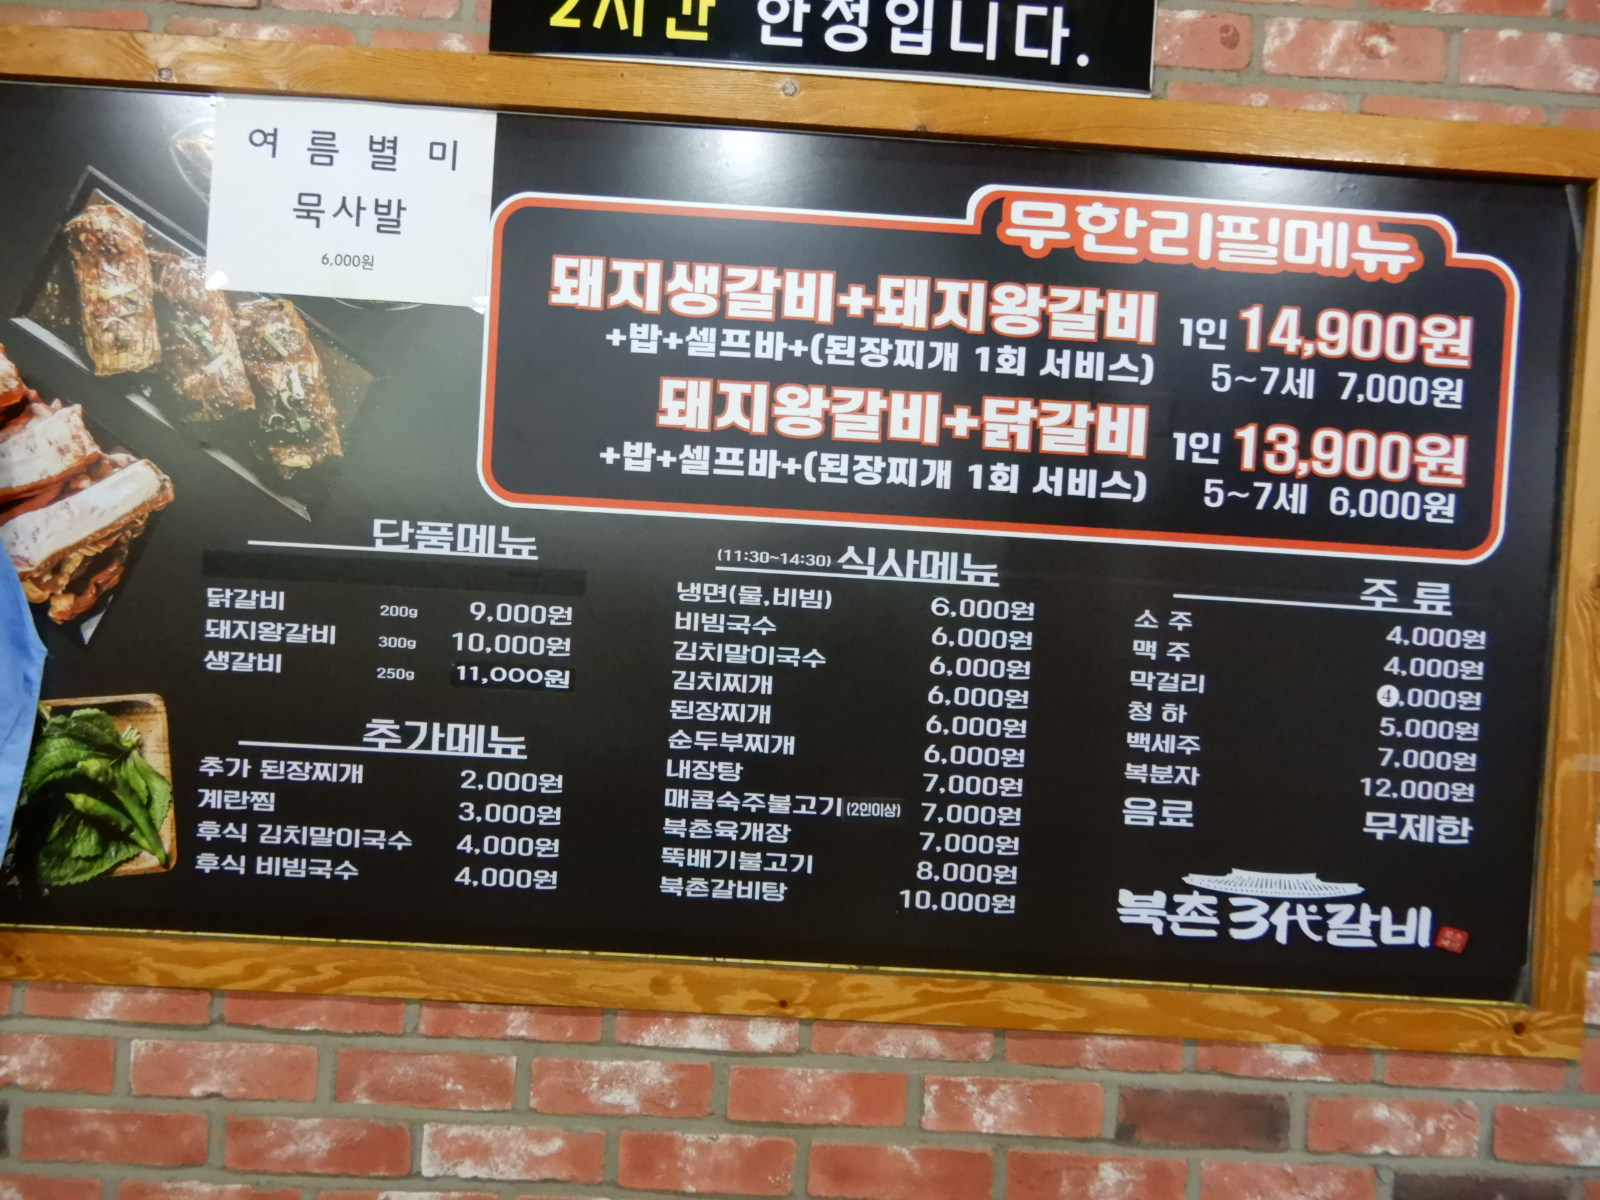 2시간 한정입니다.
여름별미
묵사발
6,000원
무한리필메뉴
돼지생갈비+돼지왕갈비 1인 14,900원
+밥+셀프바+(된장찌개 1회 서비스) 5~7세 7,000원
돼지왕갈비+닭갈비 1인 13,900원
+밥+셀프바+(된장찌개 1회 서비스) 5~7세 6,000원
단품메뉴
닭갈비 200g 9,000원
돼지왕갈비 300g 10,000원
생갈비 250g 11,000원
추가메뉴
추가 된장찌개 2,000원
계란찜 3,000원
후식 김치말이국수 4,000원
후식 비빔국수 4,000원
(11:30~14:30) 식사메뉴
냉면(물,비빔) 6,000원
비빔국수 6,000원
김치말이국수 6,000원
김치찌개 6,000원
된장찌개 6,000원
순두부찌개 6,000원
내장탕 7,000원
매콤숙주불고기 (2인이상) 7,000원
북촌육개장 7,000원
뚝배기불고기 8,000원
북촌갈비탕 10,000원
주류
소주 4,000원
맥주 4,000원
막걸리 4,000원
청하 5,000원
백세주 7,000원
복분자 12,000원
음료 무제한
북촌 3代갈비